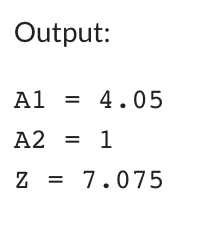 Output:
A1 = 4.05
A2 = 1
Z = 7.075